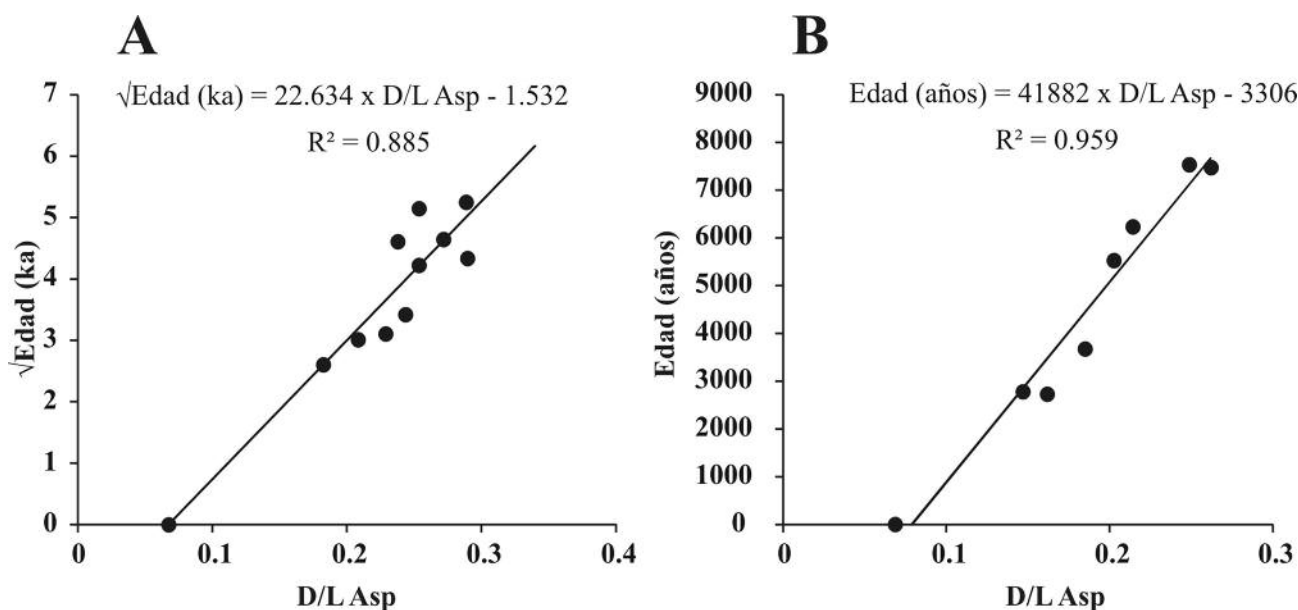 A
√Edad (ka) = 22.634 x D/L Asp - 1.532
R² = 0.885
√Edad (ka)
7
6
5
4
3
2
1
0
0
0.1
0.2
0.3
0.4
D/L Asp
B
Edad (años) = 41882 x D/L Asp - 3306
R² = 0.959
Edad (años)
9000
8000
7000
6000
5000
4000
3000
2000
1000
0
0
0.1
0.2
0.3
D/L Asp